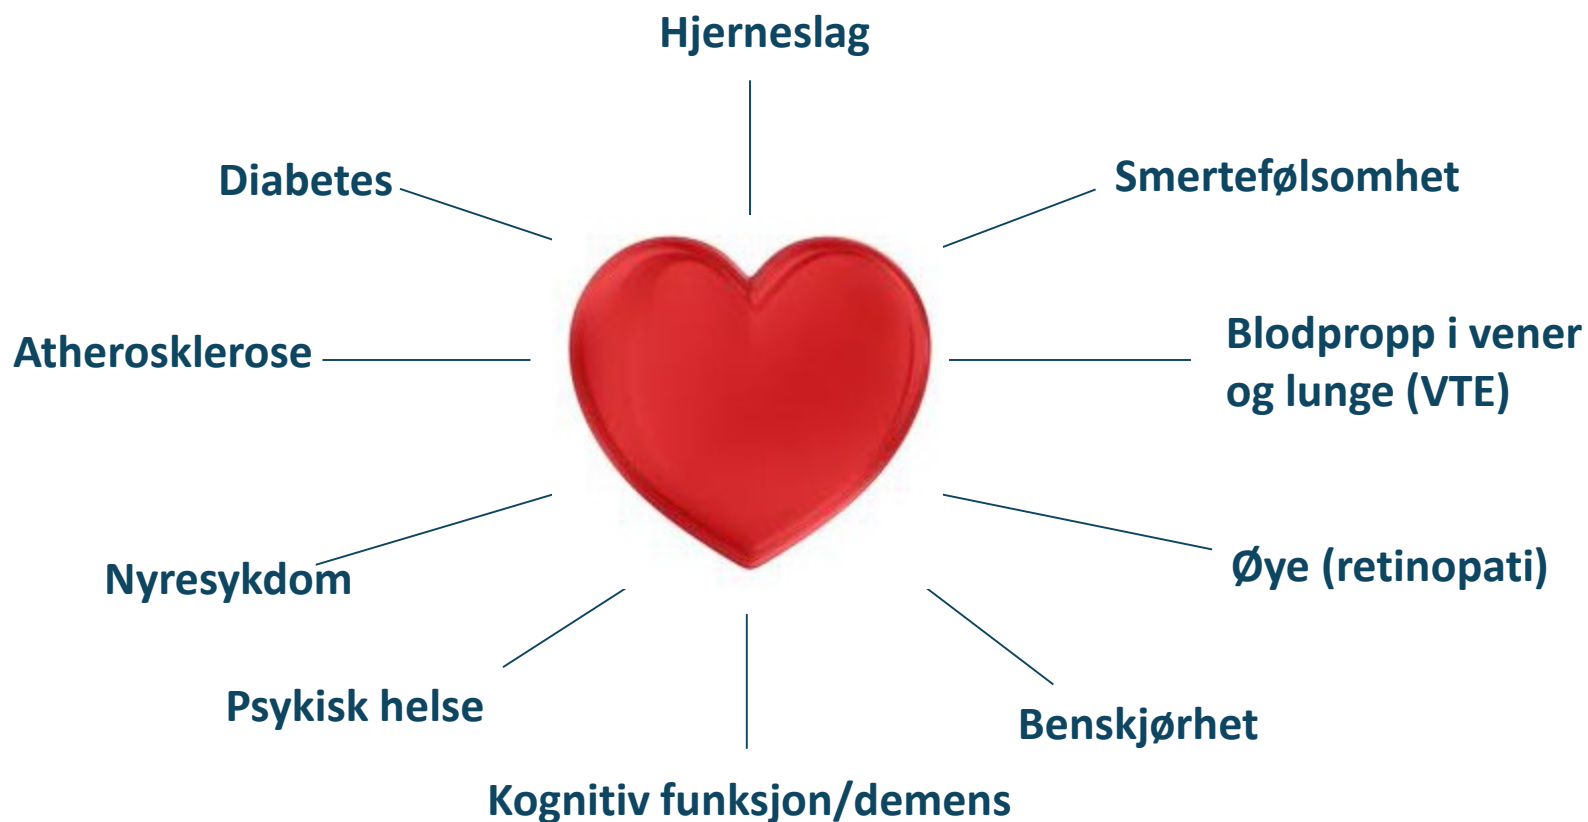 Hjerneslag
Diabetes
Smertefølsomhet
Atherosklerose
Blodpropp i vener
og lunge (VTE)
Nyresykdom
Øye (retinopati)
Psykisk helse
Benskjørhet
Kognitiv funksjon/demens